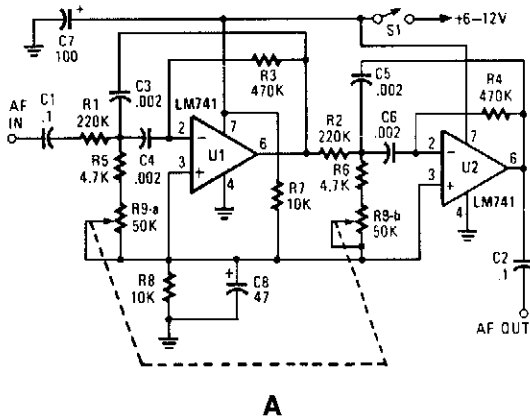 C7
100
+
S1
+6-12V
C3
.002
R3
470K
C5
.002
R4
470K
AF
IN
C1
.1
R1
220K
C4
.002
LM741
2
3
7
6
4
U1
R5
4.7K
R9-a
50K
R7
10K
R2
220K
C6
.002
R6
4.7K
R9-b
50K
2
3
7
6
4
U2
LM741
R8
10K
+
C8
47
C2
.1
AF OUT
A